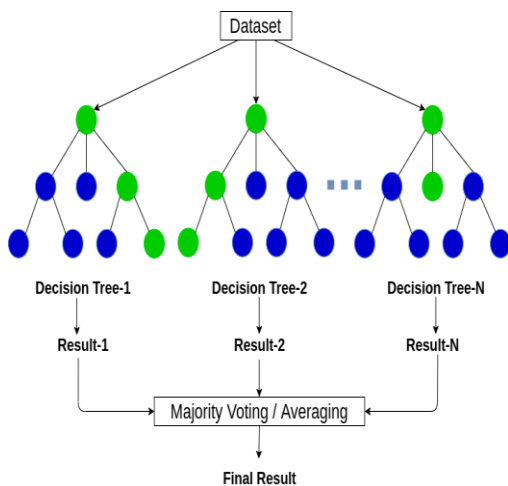 Dataset
Decision Tree-1
Decision Tree-2
Decision Tree-N
Result-1
Result-2
Result-N
Majority Voting / Averaging
Final Result